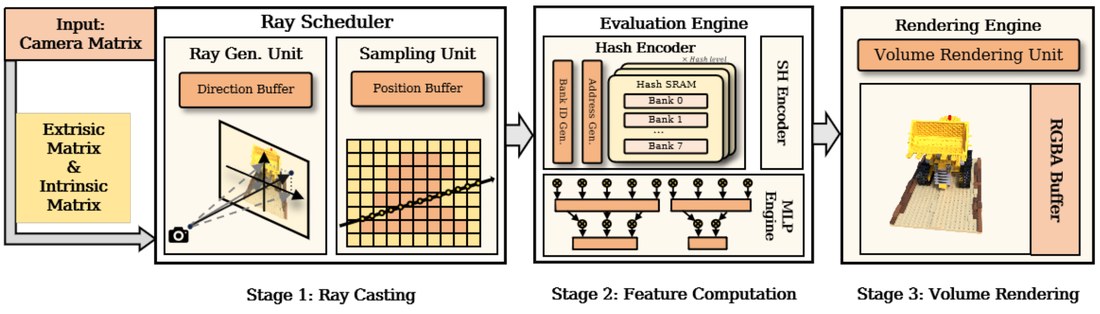 Input:
Camera Matrix
Extrisic
Matrix
&
Intrinsic
Matrix
Ray Scheduler
Ray Gen. Unit
Direction Buffer
Sampling Unit
Position Buffer
Stage 1: Ray Casting
Evaluation Engine
Hash Encoder
× Hash level
Bank ID Gen.
Address Gen.
Hash SRAM
Bank 0
Bank 1
...
Bank 7
SH Encoder
MLP
Engine
Stage 2: Feature Computation
Rendering Engine
Volume Rendering Unit
RGBA Buffer
Stage 3: Volume Rendering